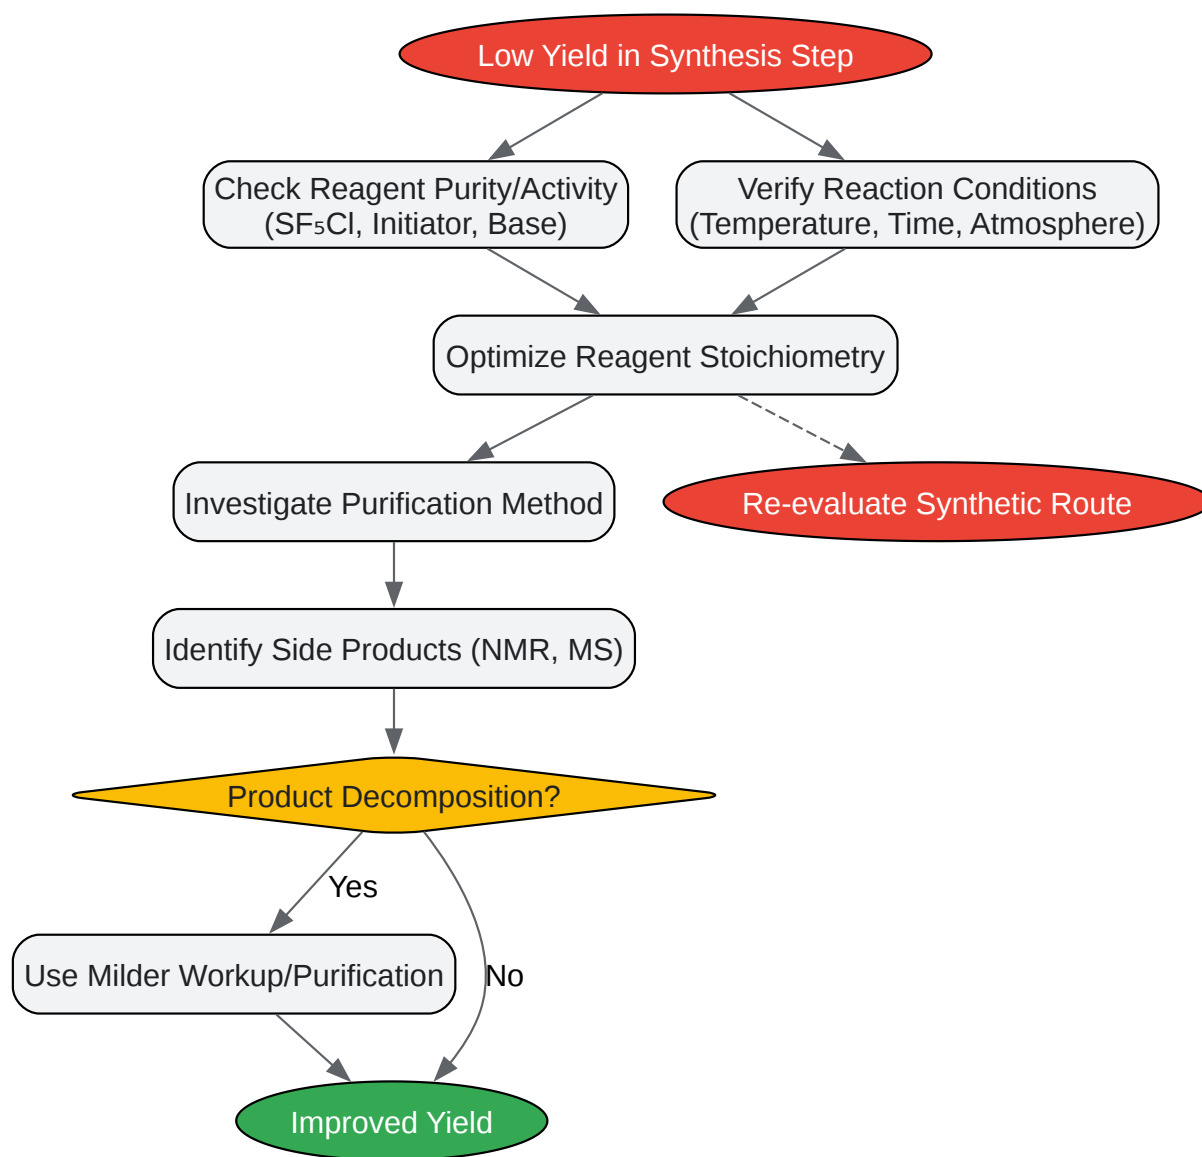 Low Yield in Synthesis Step
Check Reagent Purity/Activity
(SF₅Cl, Initiator, Base)
Verify Reaction Conditions
(Temperature, Time, Atmosphere)
Optimize Reagent Stoichiometry
Investigate Purification Method
Re-evaluate Synthetic Route
Identify Side Products (NMR, MS)
Product Decomposition?
Yes
Use Milder Workup/Purification
No
Improved Yield